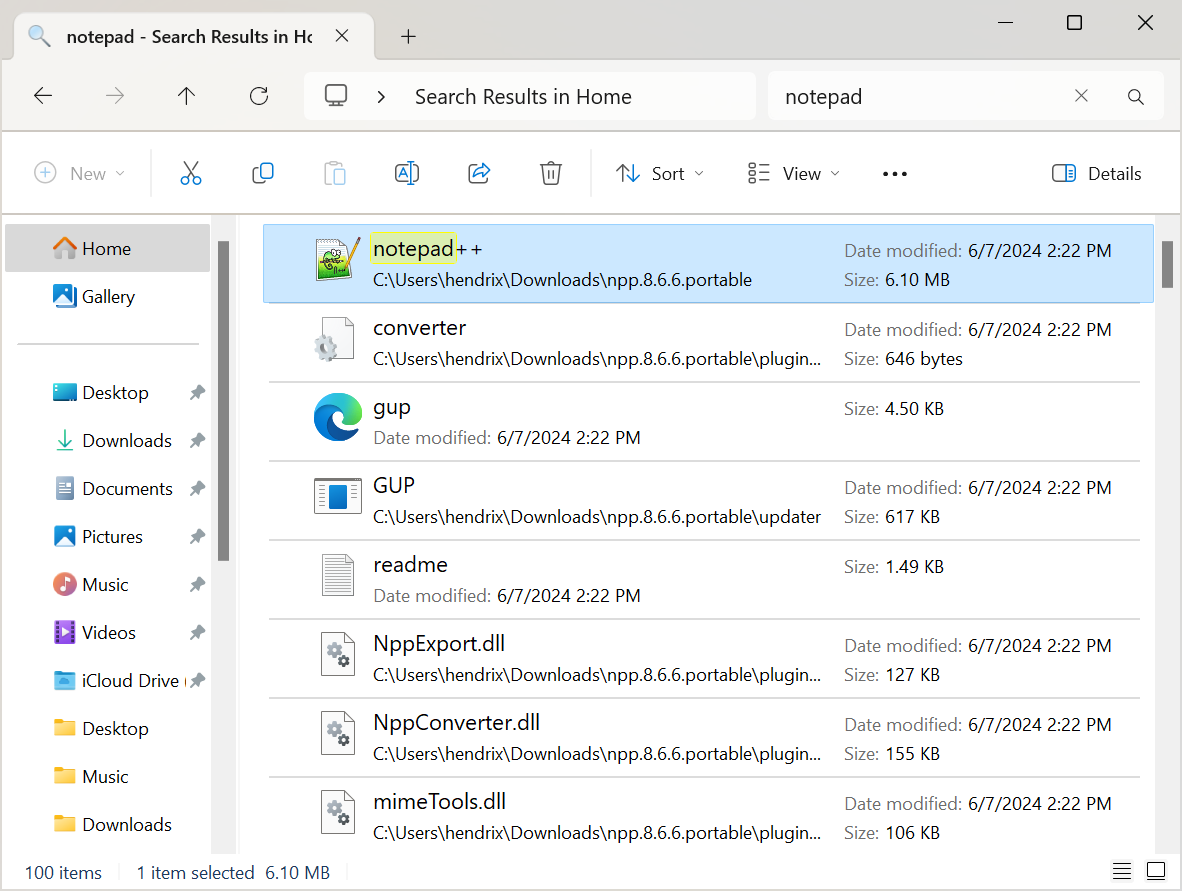 notepad - Search Results in Hc
Search Results in Home
notepad
New
Sort
View
Details
Home
Gallery
Desktop
Downloads
Documents
Pictures
Music
Videos
iCloud Drive (
Desktop
Music
Downloads
notepad++
Date modified: 6/7/2024 2:22 PM
C:\Users\hendrix\Downloads\npp.8.6.6.portable
Size: 6.10 MB
converter
Date modified: 6/7/2024 2:22 PM
C:\Users\hendrix\Downloads\npp.8.6.6.portable\plugin...
Size: 646 bytes
gup
Size: 4.50 KB
Date modified: 6/7/2024 2:22 PM
GUP
Date modified: 6/7/2024 2:22 PM
C:\Users\hendrix\Downloads\npp.8.6.6.portable\updater
Size: 617 KB
readme
Size: 1.49 KB
Date modified: 6/7/2024 2:22 PM
NppExport.dll
Date modified: 6/7/2024 2:22 PM
C:\Users\hendrix\Downloads\npp.8.6.6.portable\plugin...
Size: 127 KB
NppConverter.dll
Date modified: 6/7/2024 2:22 PM
C:\Users\hendrix\Downloads\npp.8.6.6.portable\plugin...
Size: 155 KB
mimeTools.dll
Date modified: 6/7/2024 2:22 PM
C:\Users\hendrix\Downloads\npp.8.6.6.portable\plugin...
Size: 106 KB
100 items
1 item selected 6.10 MB